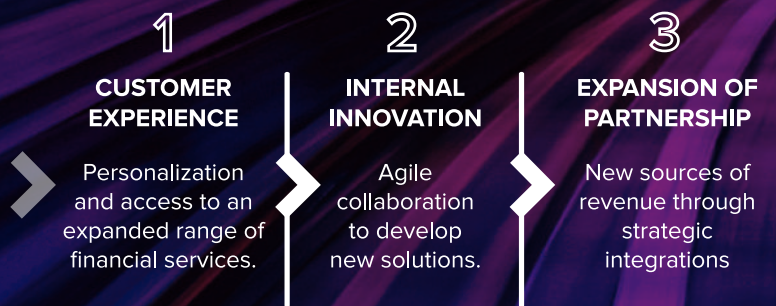 1
CUSTOMER
EXPERIENCE
Personalization
and access to an
expanded range of
financial services.
2
INTERNAL
INNOVATION
Agile
collaboration
to develop
new solutions.
3
EXPANSION OF
PARTNERSHIP
New sources of
revenue through
strategic
integrations